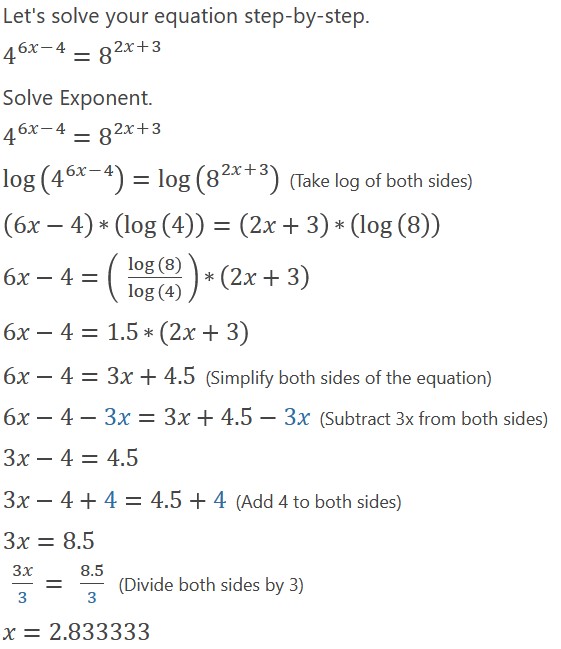 Let's solve your equation step-by-step.
4^{6x−4} = 8^{2x+3}
Solve Exponent.
4^{6x−4} = 8^{2x+3}
log(4^{6x−4}) = log(8^{2x+3}) (Take log of both sides)
(6x − 4)∗(log(4)) = (2x + 3)∗(log(8))
6x − 4 = (log(8)/log(4))∗(2x + 3)
6x − 4 = 1.5∗(2x + 3)
6x − 4 = 3x + 4.5 (Simplify both sides of the equation)
6x − 4 − 3x = 3x + 4.5 − 3x (Subtract 3x from both sides)
3x − 4 = 4.5
3x − 4 + 4 = 4.5 + 4 (Add 4 to both sides)
3x = 8.5
3x/3 = 8.5/3 (Divide both sides by 3)
x = 2.833333